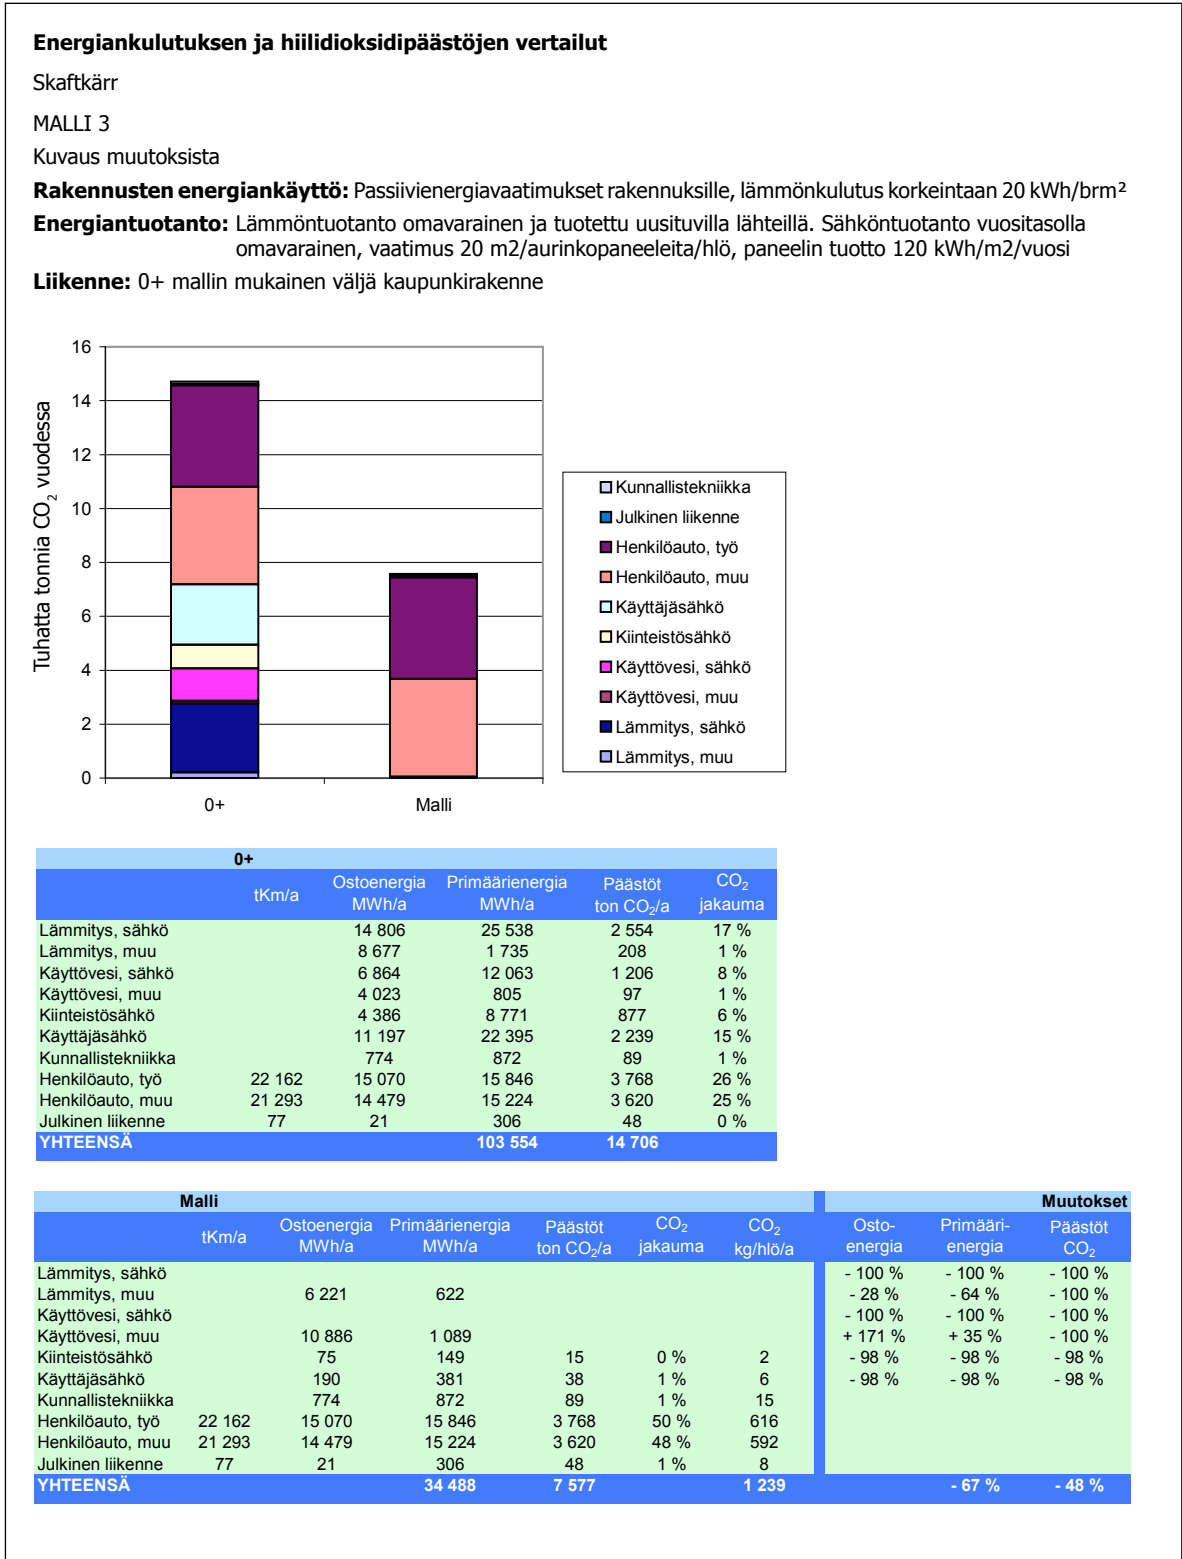 Energiankulutuksen ja hiilidioksidipäästöjen vertailut
Skaftkärr
MALLI 3
Kuvaus muutoksista
Rakennusten energiankäyttö: Passiivienergiavaatimukset rakennuksille, lämmönkulutus korkeintaan 20 kWh/brm²
Energiantuotanto: Lämmöntuotanto omavarainen ja tuotettu uusituvilla lähteillä. Sähköntuotanto vuositasolla
omavarainen, vaatimus 20 m2/aurinkopaneeleita/hlö, paneelin tuotto 120 kWh/m2/vuosi
Liikenne: 0+ mallin mukainen väljä kaupunkirakenne
Tuhatta tonnia CO₂ vuodessa
16
14
12
10
8
6
4
2
0
0+ Malli
Kunnallistekniikka
Julkinen liikenne
Henkilöauto, työ
Henkilöauto, muu
Käyttäjäsähkö
Kiinteistösähkö
Käyttövesi, sähkö
Käyttövesi, muu
Lämmitys, sähkö
Lämmitys, muu
0+
tKm/a Ostoenergia MWh/a Primäärienergia MWh/a Päästöt ton CO₂/a CO₂ jakauma
Lämmitys, sähkö 14 806 25 538 2 554 17 %
Lämmitys, muu 8 677 1 735 208 1 %
Käyttövesi, sähkö 6 864 12 063 1 206 8 %
Käyttövesi, muu 4 023 805 97 1 %
Kiinteistösähkö 4 386 8 771 877 6 %
Käyttäjäsähkö 11 197 22 395 2 239 15 %
Kunnallistekniikka 774 872 89 1 %
Henkilöauto, työ 22 162 15 070 15 846 3 768 26 %
Henkilöauto, muu 21 293 14 479 15 224 3 620 25 %
Julkinen liikenne 77 21 306 48 0 %
YHTEENSÄ 103 554 14 706
Malli Muutokset
tKm/a Ostoenergia MWh/a Primäärienergia MWh/a Päästöt ton CO₂/a CO₂ jakauma CO₂ kg/hlö/a Osto- energia Primääri- energia Päästöt CO₂
Lämmitys, sähkö - 100 % - 100 % - 100 %
Lämmitys, muu 6 221 622 - 28 % - 64 % - 100 %
Käyttövesi, sähkö - 100 % - 100 % - 100 %
Käyttövesi, muu 10 886 1 089 + 171 % + 35 % - 100 %
Kiinteistösähkö 75 149 15 0 % 2 - 98 % - 98 % - 98 %
Käyttäjäsähkö 190 381 38 1 % 6 - 98 % - 98 % - 98 %
Kunnallistekniikka 774 872 89 1 % 15
Henkilöauto, työ 22 162 15 070 15 846 3 768 50 % 616
Henkilöauto, muu 21 293 14 479 15 224 3 620 48 % 592
Julkinen liikenne 77 21 306 48 1 % 8
YHTEENSÄ 34 488 7 577 1 239 - 67 % - 48 %